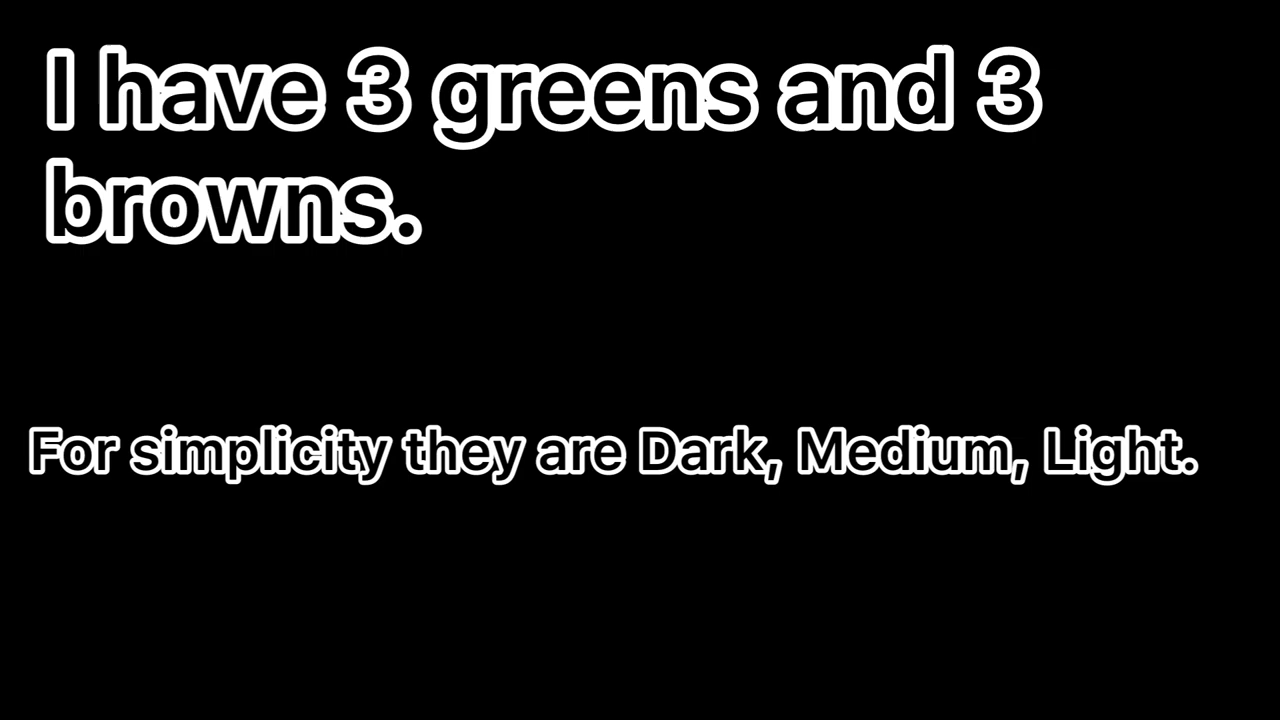 I have 3 greens and 3
browns.
For simplicity they are Dark, Medium, Light.